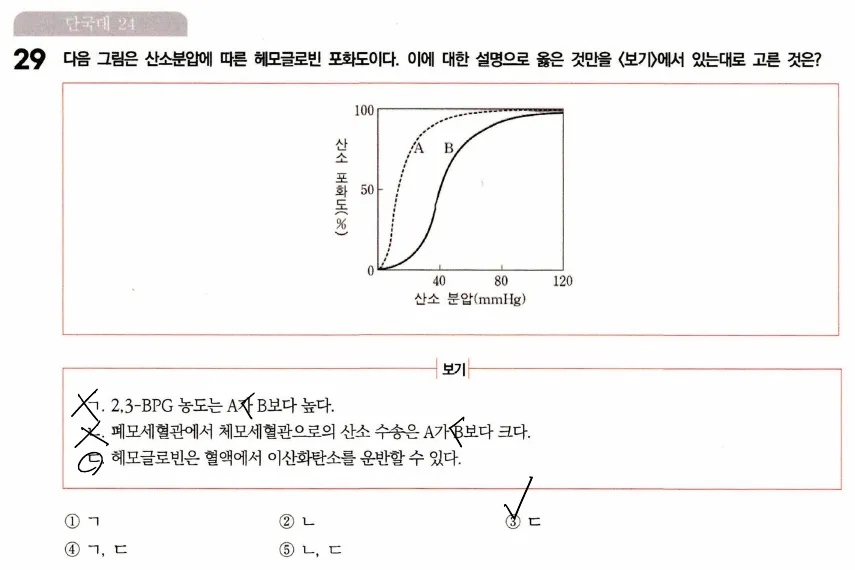 단국대 24
29 다음 그림은 산소분압에 따른 헤모글로빈 포화도이다. 이에 대한 설명으로 옳은 것만을 <보기>에서 있는대로 고른 것은?
100
50
0
산소 포화도(%)
A B
40 80 120
산소 분압(mmHg)
보기
ㄱ. 2,3-BPG 농도는 A가 B보다 높다.
ㄴ. 폐모세혈관에서 체모세혈관으로의 산소 수송은 A가 B보다 크다.
ㄷ. 헤모글로빈은 혈액에서 이산화탄소를 운반할 수 있다.
① ㄱ ② ㄴ ③ ㄷ
④ ㄱ, ㄷ ⑤ ㄴ, ㄷ